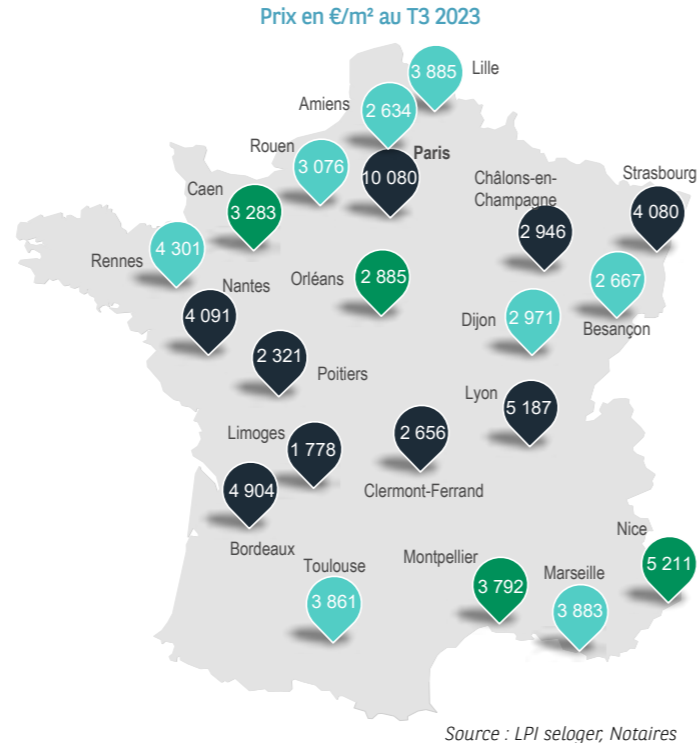 Prix en €/m² au T3 2023
Lille
3 885
Amiens
2 634
Rouen
3 076
Paris
10 080
Caen
3 283
Châlons-en-
Champagne
2 946
Strasbourg
4 080
Rennes
4 301
Nantes
4 091
Orléans
2 885
Dijon
2 971
2 667
Besançon
2 321
Poitiers
Lyon
5 187
Limoges
1 778
2 656
Clermont-Ferrand
4 904
Bordeaux
Toulouse
3 861
Montpellier
3 792
Marseille
3 883
Nice
5 211
Source : LPI seloger, Notaires